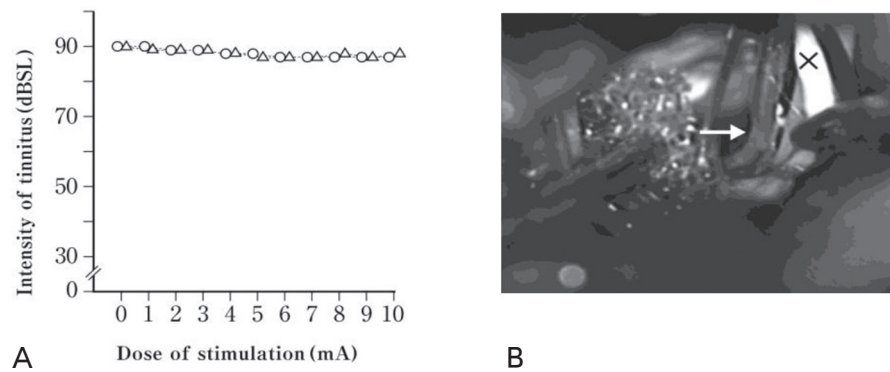 90
70
50
30
0
Intensity of tinnitus (dBSL)
0 1 2 3 4 5 6 7 8 9 10
Dose of stimulation (mA)
A
×
B